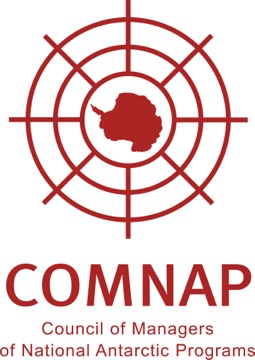 COMNAP
Council of Managers
of National Antarctic Programs